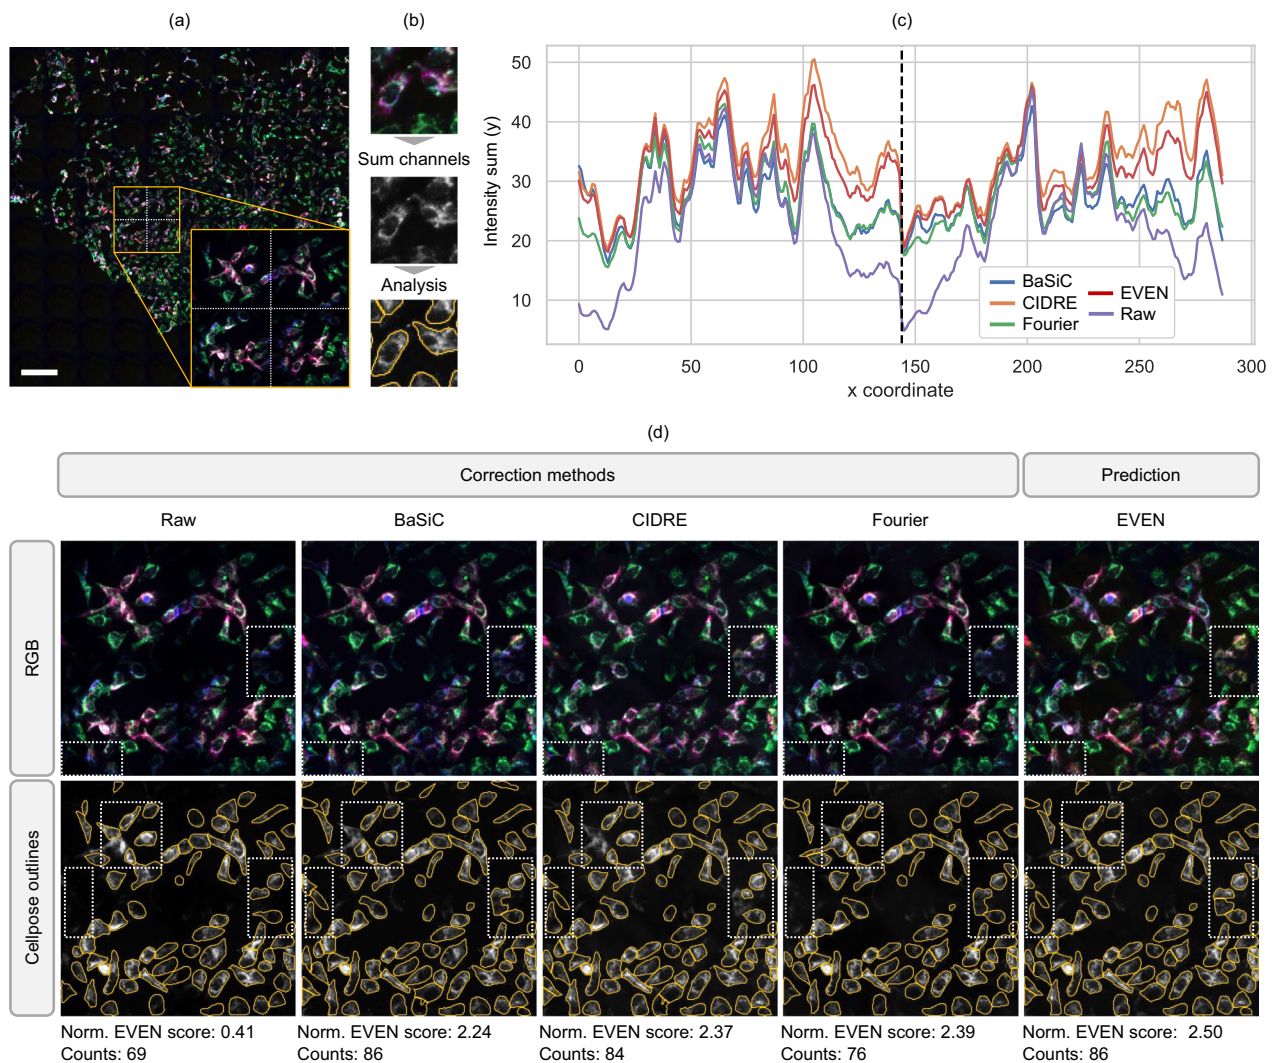 (a)
(b)
(c)
Sum channels
Analysis
Intensity sum (y)
50
40
30
20
10
0
50
100
150
200
250
300
x coordinate
BaSiC
CIDRE
Fourier
EVEN
Raw
(d)
Correction methods
Prediction
Raw
BaSiC
CIDRE
Fourier
EVEN
RGB
Cellpose outlines
Norm. EVEN score: 0.41
Counts: 69
Norm. EVEN score: 2.24
Counts: 86
Norm. EVEN score: 2.37
Counts: 84
Norm. EVEN score: 2.39
Counts: 76
Norm. EVEN score: 2.50
Counts: 86